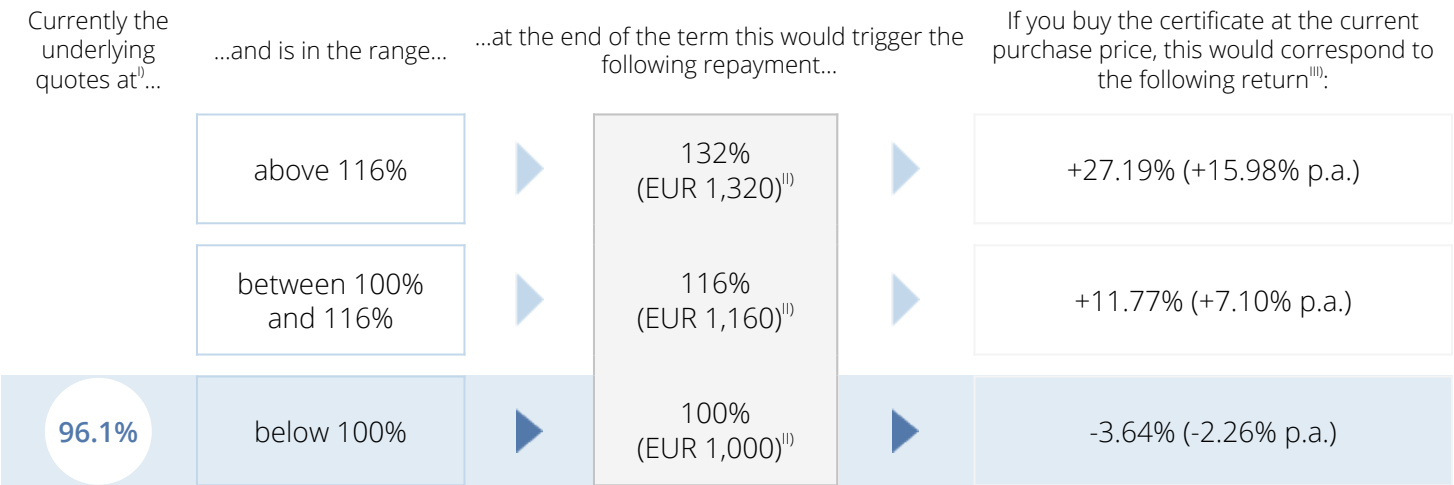 Currently the
underlying
quotes at^I)...
...and is in the range...
...at the end of the term this would trigger the
following repayment...
If you buy the certificate at the current
purchase price, this would correspond to
the following return^III):
above 116%
132%
(EUR 1,320)^II)
+27.19% (+15.98% p.a.)
between 100%
and 116%
116%
(EUR 1,160)^II)
+11.77% (+7.10% p.a.)
96.1%
below 100%
100%
(EUR 1,000)^II)
-3.64% (-2.26% p.a.)